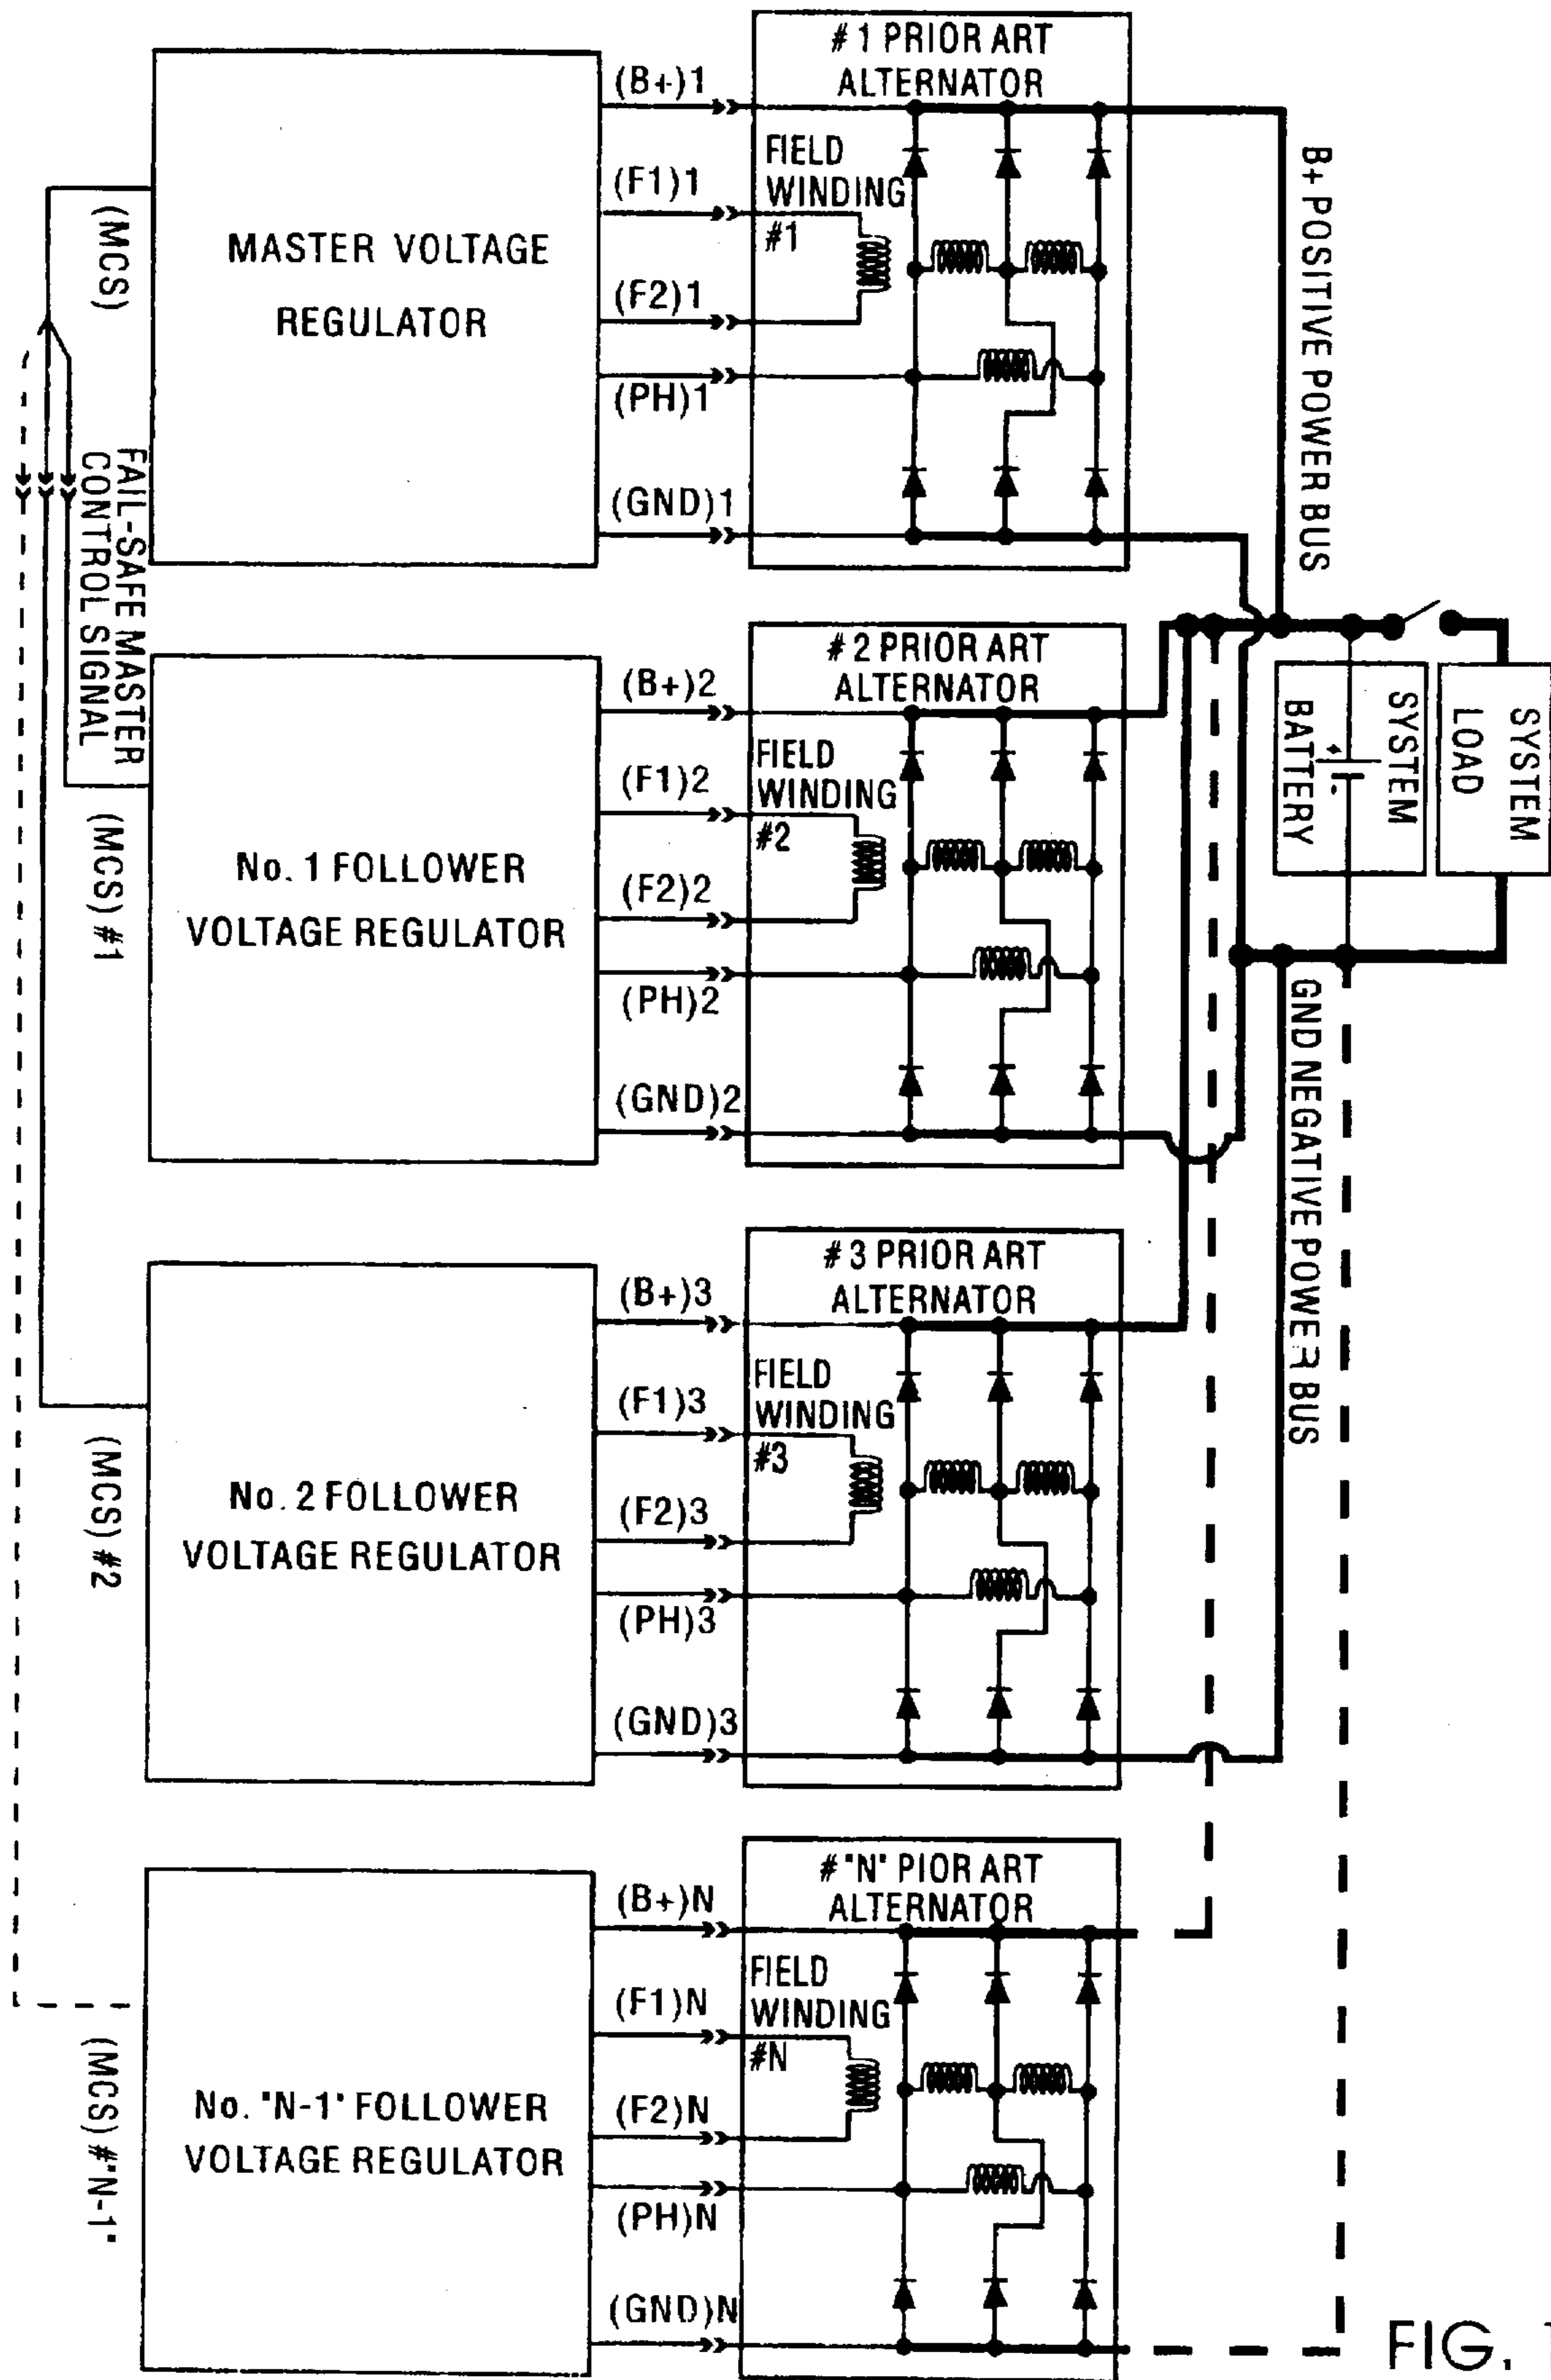 #1 PRIOR ART
ALTERNATOR
(B+)1
FIELD
WINDING
#1
(F1)1
(F2)1
(PH)1
(GND)1
MASTER VOLTAGE
REGULATOR
(MCS)
FAIL-SAFE MASTER
CONTROL SIGNAL
B+ POSITIVE POWER BUS
#2 PRIOR ART
ALTERNATOR
(B+)2
FIELD
WINDING
#2
(F1)2
(F2)2
(PH)2
(GND)2
No. 1 FOLLOWER
VOLTAGE REGULATOR
(MCS) #1
SYSTEM
BATTERY
SYSTEM
LOAD
GND NEGATIVE POWER BUS
#3 PRIOR ART
ALTERNATOR
(B+)3
FIELD
WINDING
#3
(F1)3
(F2)3
(PH)3
(GND)3
No. 2 FOLLOWER
VOLTAGE REGULATOR
(MCS) #2
#"N" PIOR ART
ALTERNATOR
(B+)N
FIELD
WINDING
#N
(F1)N
(F2)N
(PH)N
(GND)N
No. "N-1" FOLLOWER
VOLTAGE REGULATOR
(MCS) #"N-1"
FIG.